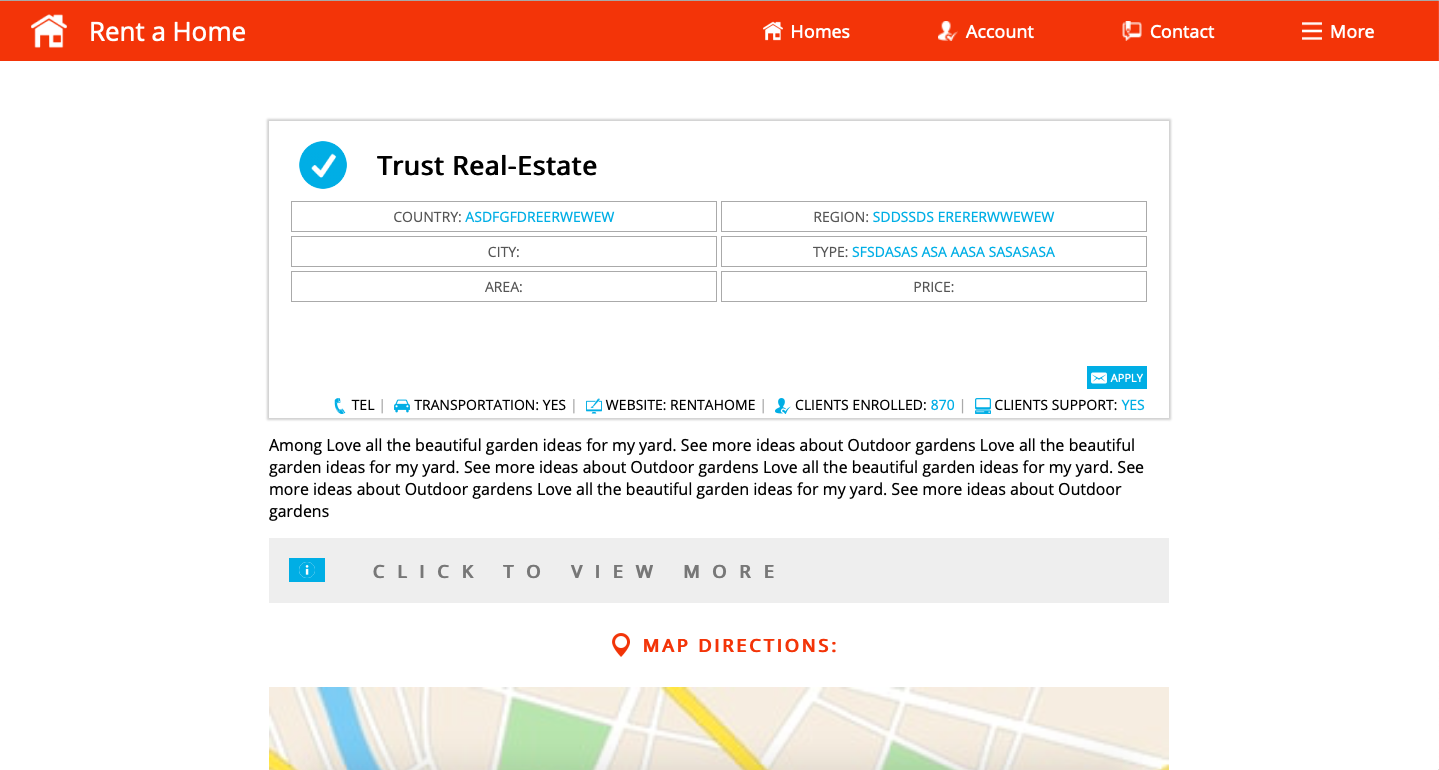 Rent a Home
Homes
Account
Contact
More
Trust Real-Estate
COUNTRY: ASDFGFDREERWEWEW
REGION: SDDSSDS ERERERWWEWEW
CITY:
TYPE: SFSDASAS ASA AASA SASASASA
AREA:
PRICE:
APPLY
TEL | TRANSPORTATION: YES | WEBSITE: RENTAHOME | CLIENTS ENROLLED: 870 | CLIENTS SUPPORT: YES
Among Love all the beautiful garden ideas for my yard. See more ideas about Outdoor gardens Love all the beautiful
garden ideas for my yard. See more ideas about Outdoor gardens Love all the beautiful garden ideas for my yard. See
more ideas about Outdoor gardens Love all the beautiful garden ideas for my yard. See more ideas about Outdoor
gardens
CLICK TO VIEW MORE
MAP DIRECTIONS: